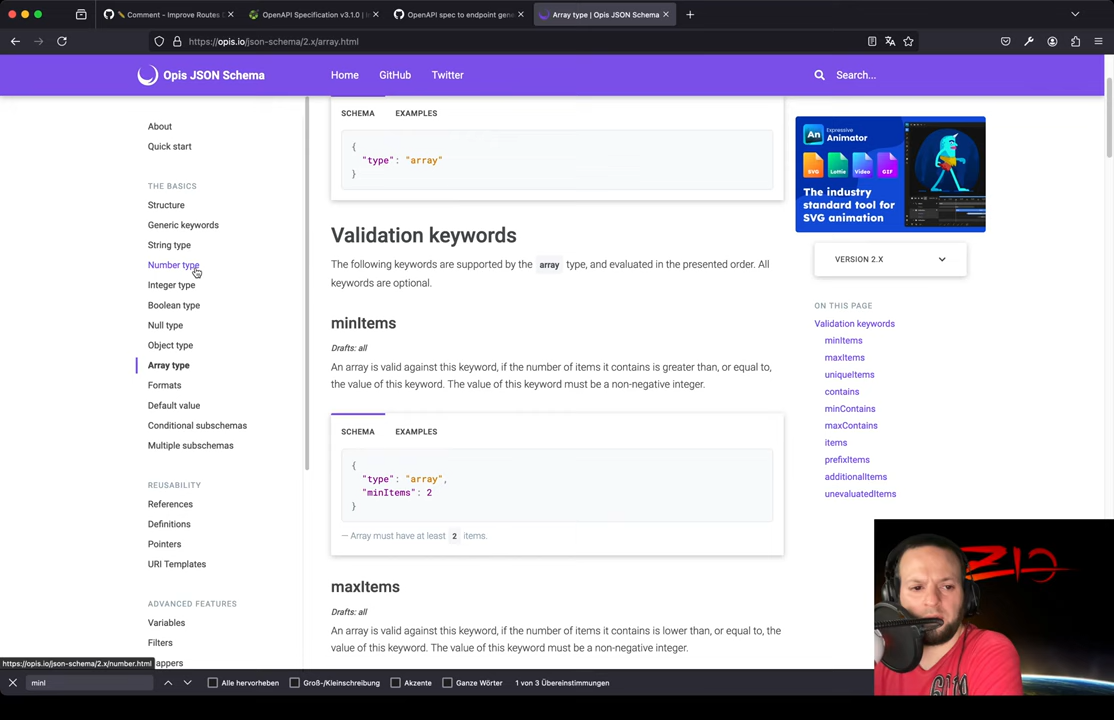 ✏️ Comment - Improve Routes
OpenAPI Specification v3.1.0 | In
OpenAPI spec to endpoint gene
Array type | Opis JSON Schema
https://opis.io/json-schema/2.x/array.html
Opis JSON Schema
Home
GitHub
Twitter
Search...
About
Quick start
THE BASICS
Structure
Generic keywords
String type
Number type
Integer type
Boolean type
Null type
Object type
Array type
Formats
Default value
Conditional subschemas
Multiple subschemas
REUSABILITY
References
Definitions
Pointers
URI Templates
ADVANCED FEATURES
Variables
Filters
Mappers
SCHEMA
EXAMPLES
{
"type": "array"
}
Validation keywords
The following keywords are supported by the array type, and evaluated in the presented order. All
keywords are optional.
minItems
Drafts: all
An array is valid against this keyword, if the number of items it contains is greater than, or equal to,
the value of this keyword. The value of this keyword must be a non-negative integer.
SCHEMA
EXAMPLES
{
"type": "array",
"minItems": 2
}
— Array must have at least 2 items.
maxItems
Drafts: all
An array is valid against this keyword, if the number of items it contains is lower than, or equal to, the
value of this keyword. The value of this keyword must be a non-negative integer.
An
Expressive
Animator
SVG
Lottie
Video
GIF
The industry
standard tool for
SVG animation
VERSION 2.X
ON THIS PAGE
Validation keywords
minItems
maxItems
uniqueItems
contains
minContains
maxContains
items
prefixItems
additionalItems
unevaluatedItems
ZIO
https://opis.io/json-schema/2.x/number.html
minI
Alle hervorheben
Groß-/Kleinschreibung
Akzente
Ganze Wörter
1 von 3 Übereinstimmungen